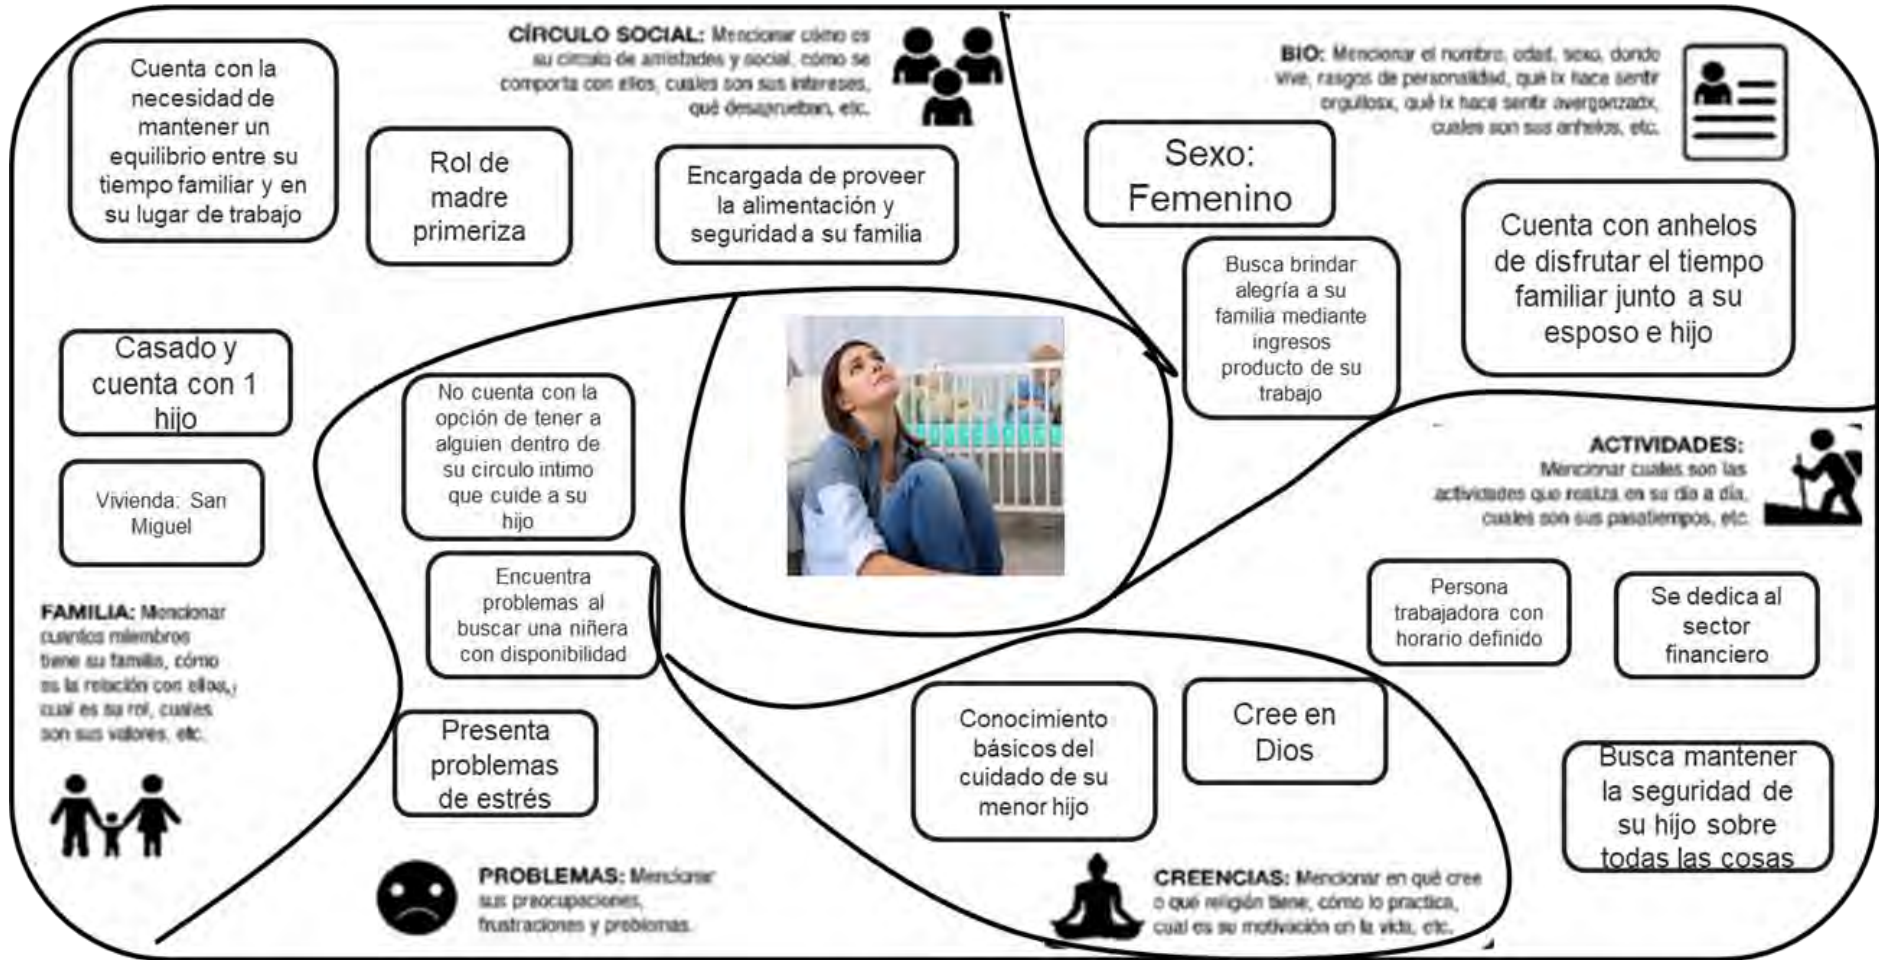 CÍRCULO SOCIAL: Mencionar cómo es
su círculo de amistades y social, cómo se
comporta con ellos, cuales son sus intereses,
qué desaprueban, etc.
Cuenta con la
necesidad de
mantener un
equilibrio entre su
tiempo familiar y en
su lugar de trabajo
Rol de
madre
primeriza
Encargada de proveer
la alimentación y
seguridad a su familia
BIO: Mencionar el nombre, edad, sexo, donde
vive, rasgos de personalidad, qué lx hace sentir
orgullosx, qué lx hace sentir avergonzadx,
cuales son sus anhelos, etc.
Sexo:
Femenino
Busca brindar
alegría a su
familia mediante
ingresos
producto de su
trabajo
Cuenta con anhelos
de disfrutar el tiempo
familiar junto a su
esposo e hijo
Casado y
cuenta con 1
hijo
Vivienda: San
Miguel
FAMILIA: Mencionar
cuantos miembros
tiene su familia, cómo
es la relación con ellos,
cual es su rol, cuales
son sus valores, etc.
No cuenta con la
opción de tener a
alguien dentro de
su circulo intimo
que cuide a su
hijo
Encuentra
problemas al
buscar una niñera
con disponibilidad
Presenta
problemas
de estrés
PROBLEMAS: Mencionar
sus preocupaciones,
frustraciones y problemas.
ACTIVIDADES:
Mencionar cuales son las
actividades que realiza en su día a día,
cuales son sus pasatiempos, etc.
Persona
trabajadora con
horario definido
Se dedica al
sector
financiero
Busca mantener
la seguridad de
su hijo sobre
todas las cosas
Conocimiento
básicos del
cuidado de su
menor hijo
Cree en
Dios
CREENCIAS: Mencionar en qué cree
o qué religión tiene, cómo lo practica,
cual es su motivación en la vida, etc.